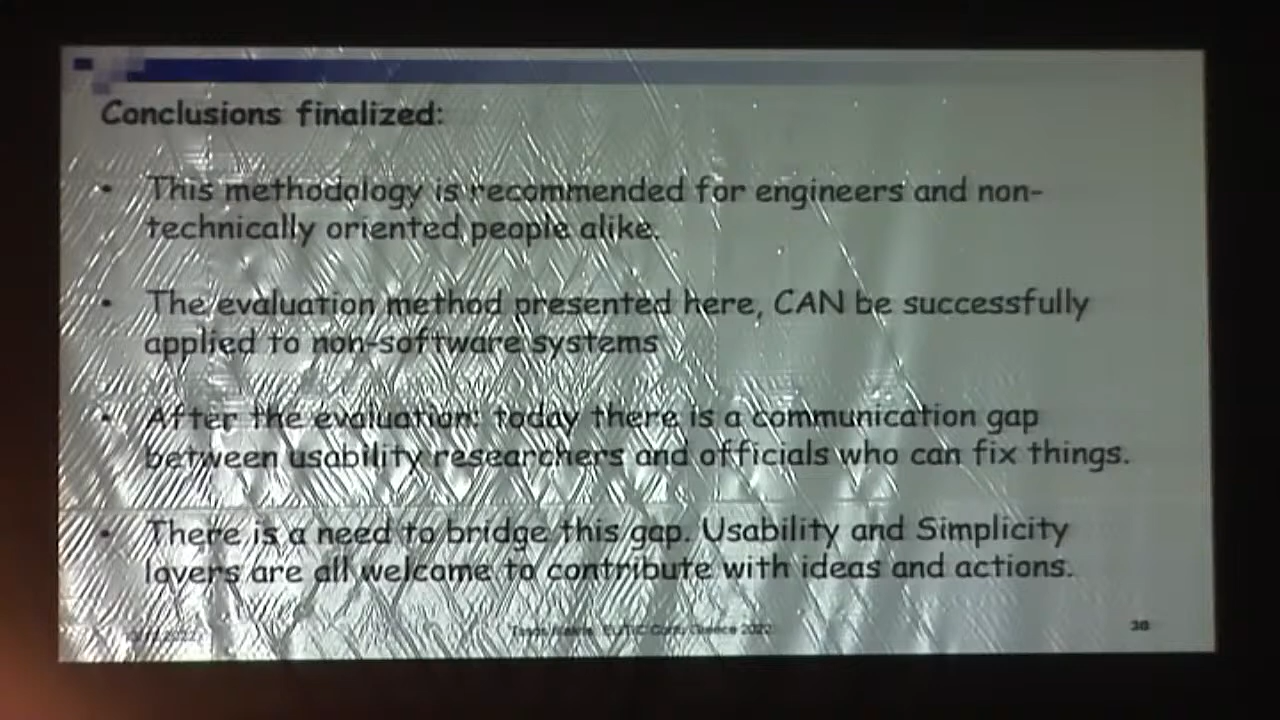 Conclusions finalized:
• This methodology is recommended for engineers and non-
technically oriented people alike.
• The evaluation method presented here, CAN be successfully
applied to non-software systems
• After the evaluation: today there is a communication gap
between usability researchers and officials who can fix things.
• There is a need to bridge this gap. Usability and Simplicity
lovers are all welcome to contribute with ideas and actions.
Greece 2022
36